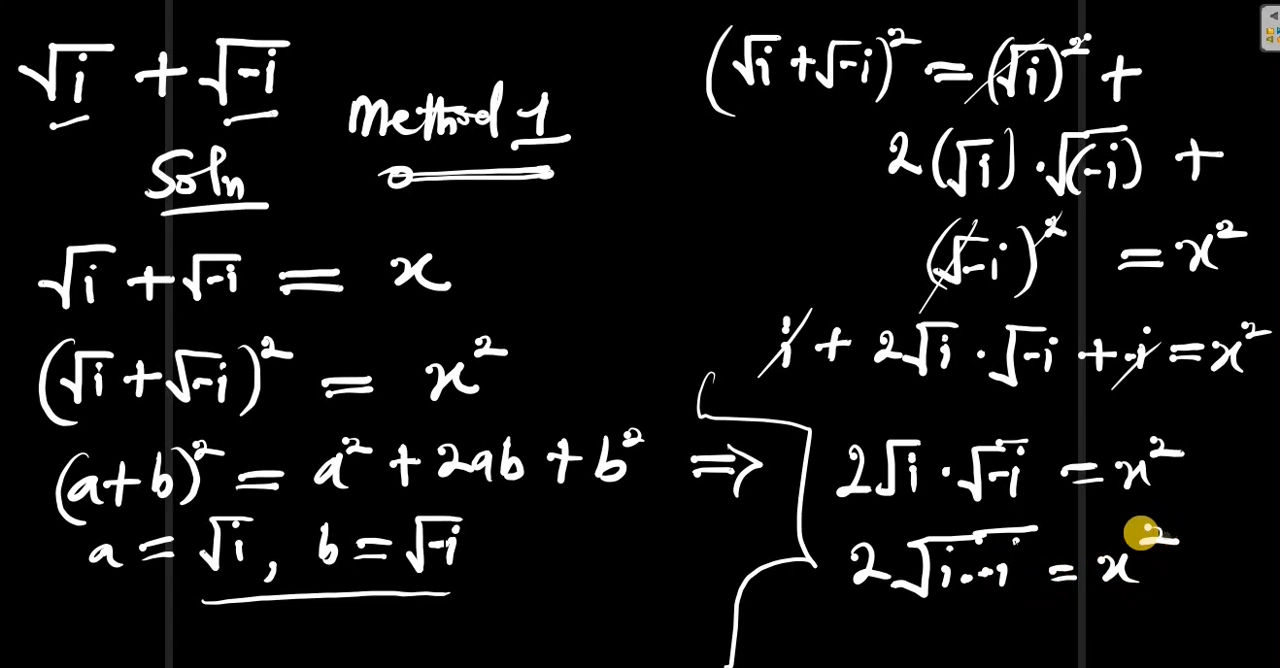 √i + √-i
Method 1
Soln
√i + √-i = x
(√i + √-i)² = x²
(a+b)² = a² + 2ab + b²
a = √i, b = √-i
(√i + √-i)² = (√i)² +
2(√i) · √(-i) +
(√-i)² = x²
i + 2√i · √-i + -i = x²
⇒ 2√i · √-i = x²
2√i·-i = x²